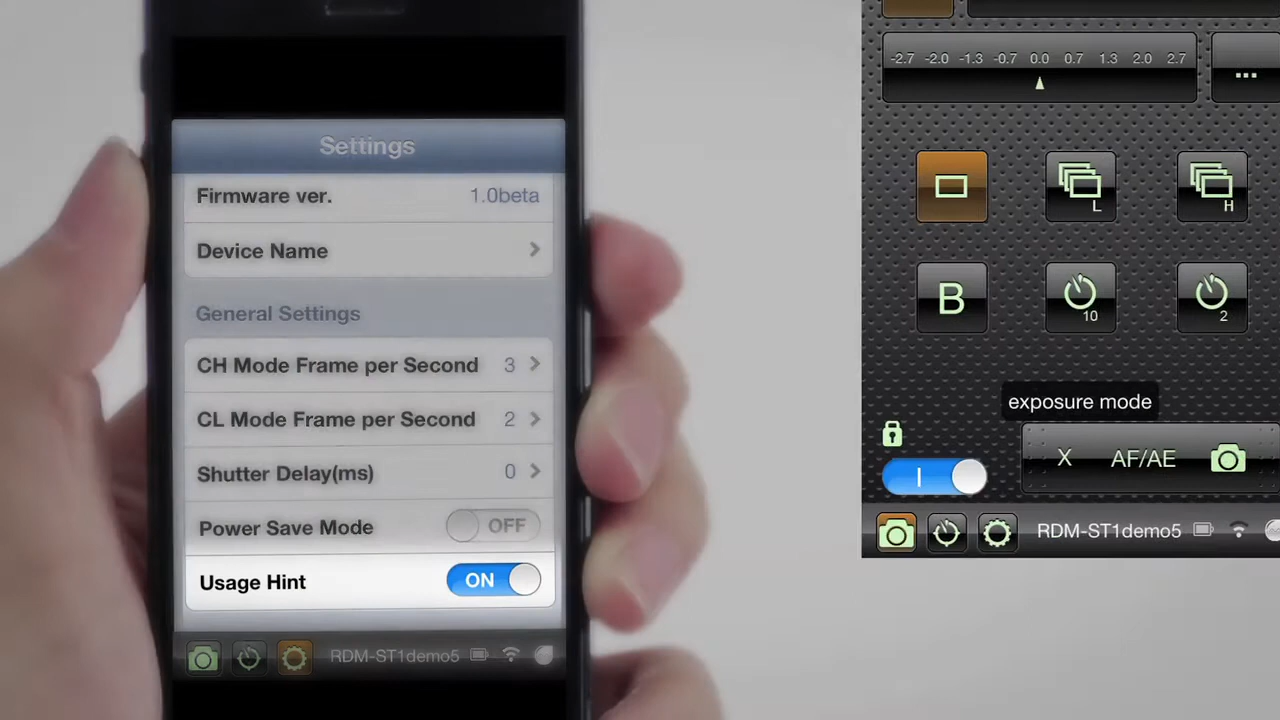 Settings
Firmware ver. 1.0beta
Device Name
General Settings
CH Mode Frame per Second 3
CL Mode Frame per Second 2
Shutter Delay(ms) 0
Power Save Mode OFF
Usage Hint ON
RDM-ST1demo5
-2.7 -2.0 -1.3 -0.7 0.0 0.7 1.3 2.0 2.7
...
L
H
B
10
2
exposure mode
X AF/AE
RDM-ST1demo5